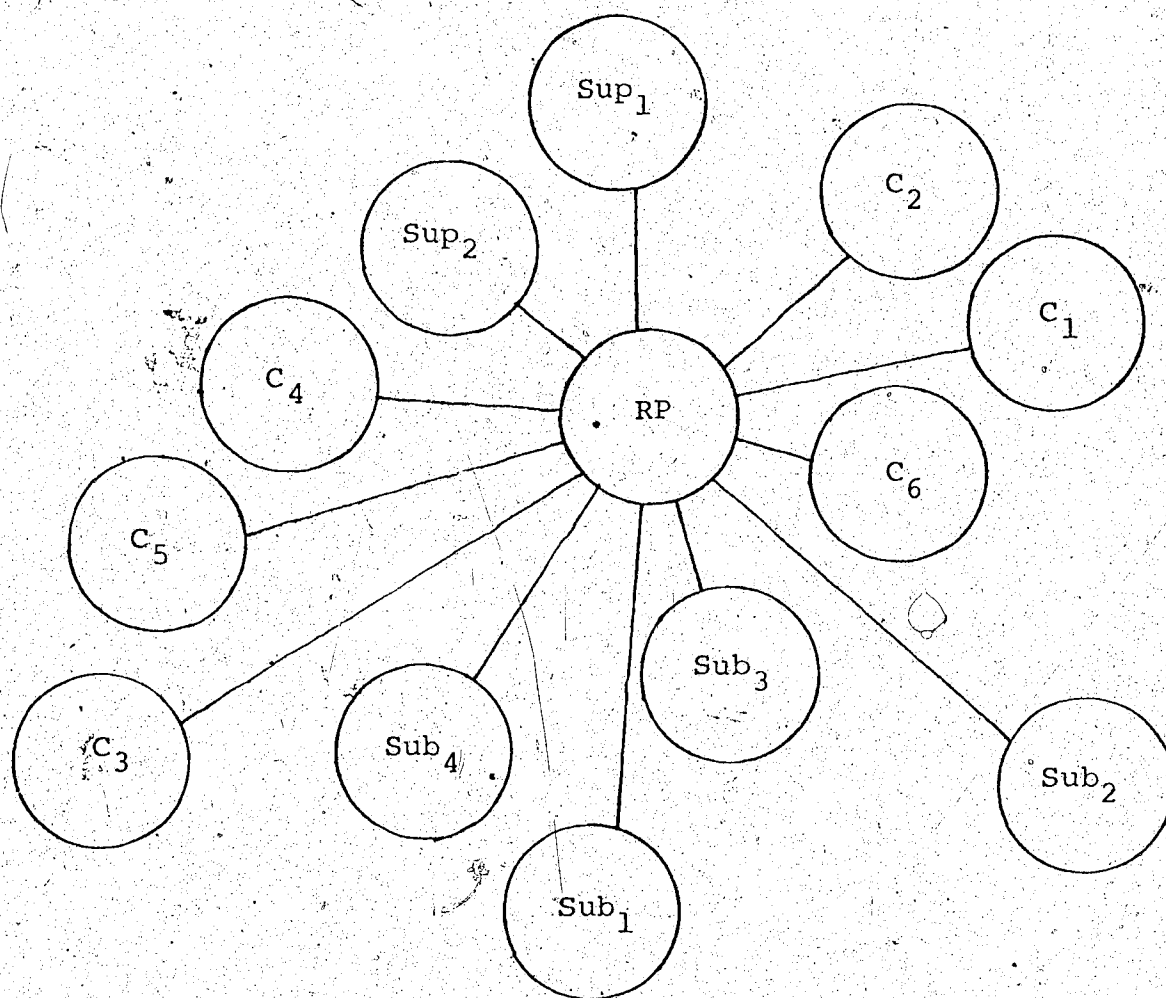 Sup₁
C₂
Sup₂
C₁
C₄
RP
C₆
C₅
Sub₃
C₃
Sub₄
Sub₂
Sub₁